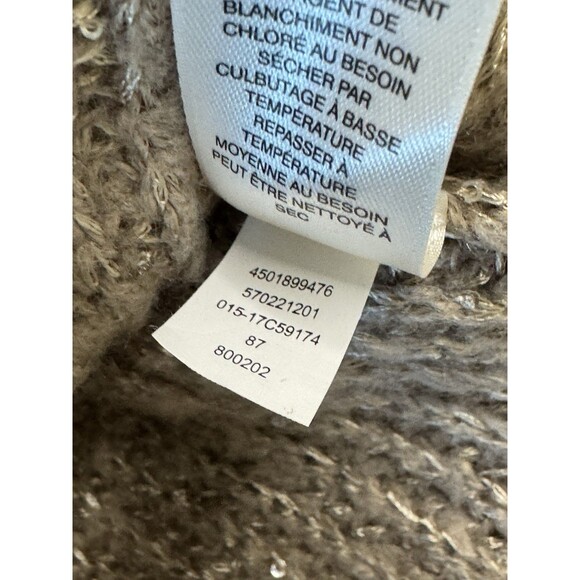 BLANCHIMENT NON
CHLORÉ AU BESOIN
SÉCHER PAR
CULBUTAGE À BASSE
TEMPÉRATURE
REPASSER À
TEMPÉRATURE
MOYENNE AU BESOIN
PEUT ÊTRE NETTOYÉ À
SEC
4501899476
570221201
015-17C59174
87
800202